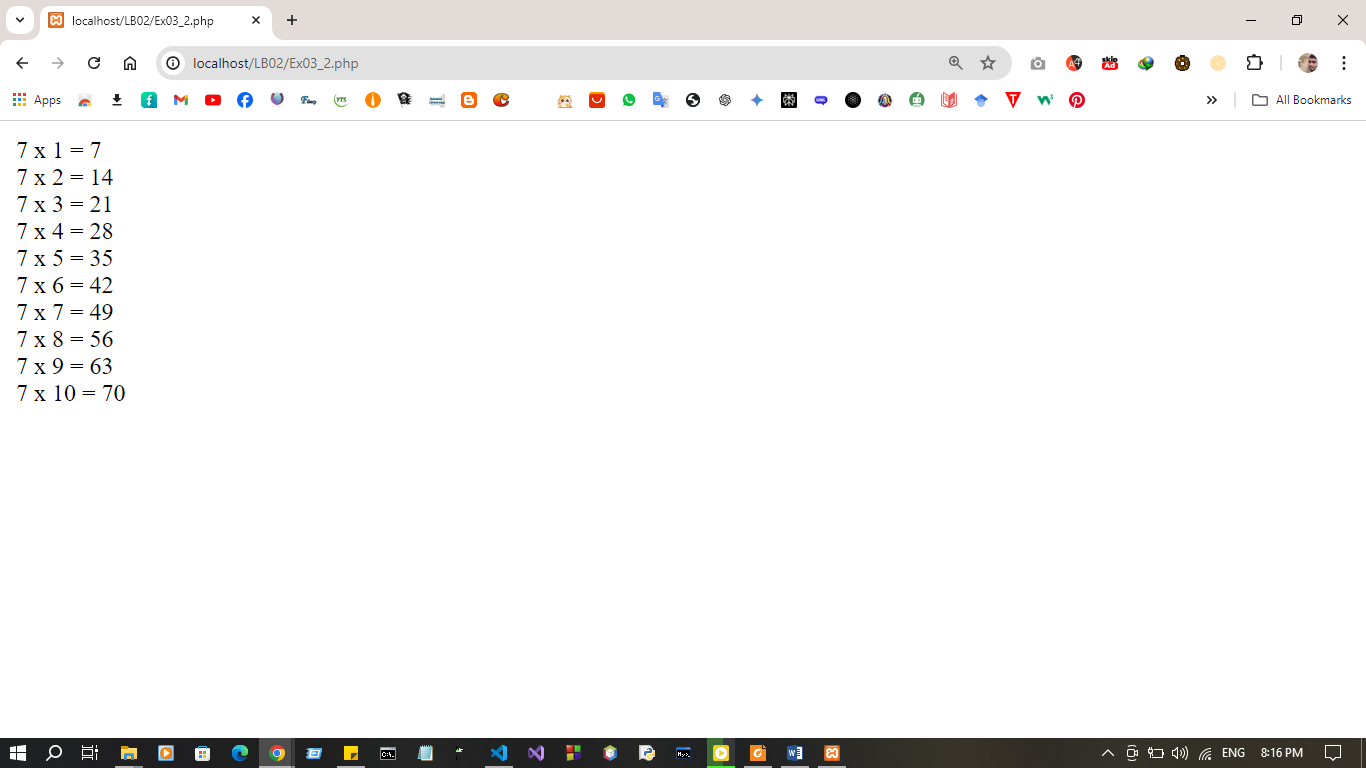 localhost/LB02/Ex03_2.php
localhost/LB02/Ex03_2.php
Apps
All Bookmarks
7 x 1 = 7
7 x 2 = 14
7 x 3 = 21
7 x 4 = 28
7 x 5 = 35
7 x 6 = 42
7 x 7 = 49
7 x 8 = 56
7 x 9 = 63
7 x 10 = 70
ENG 8:16 PM